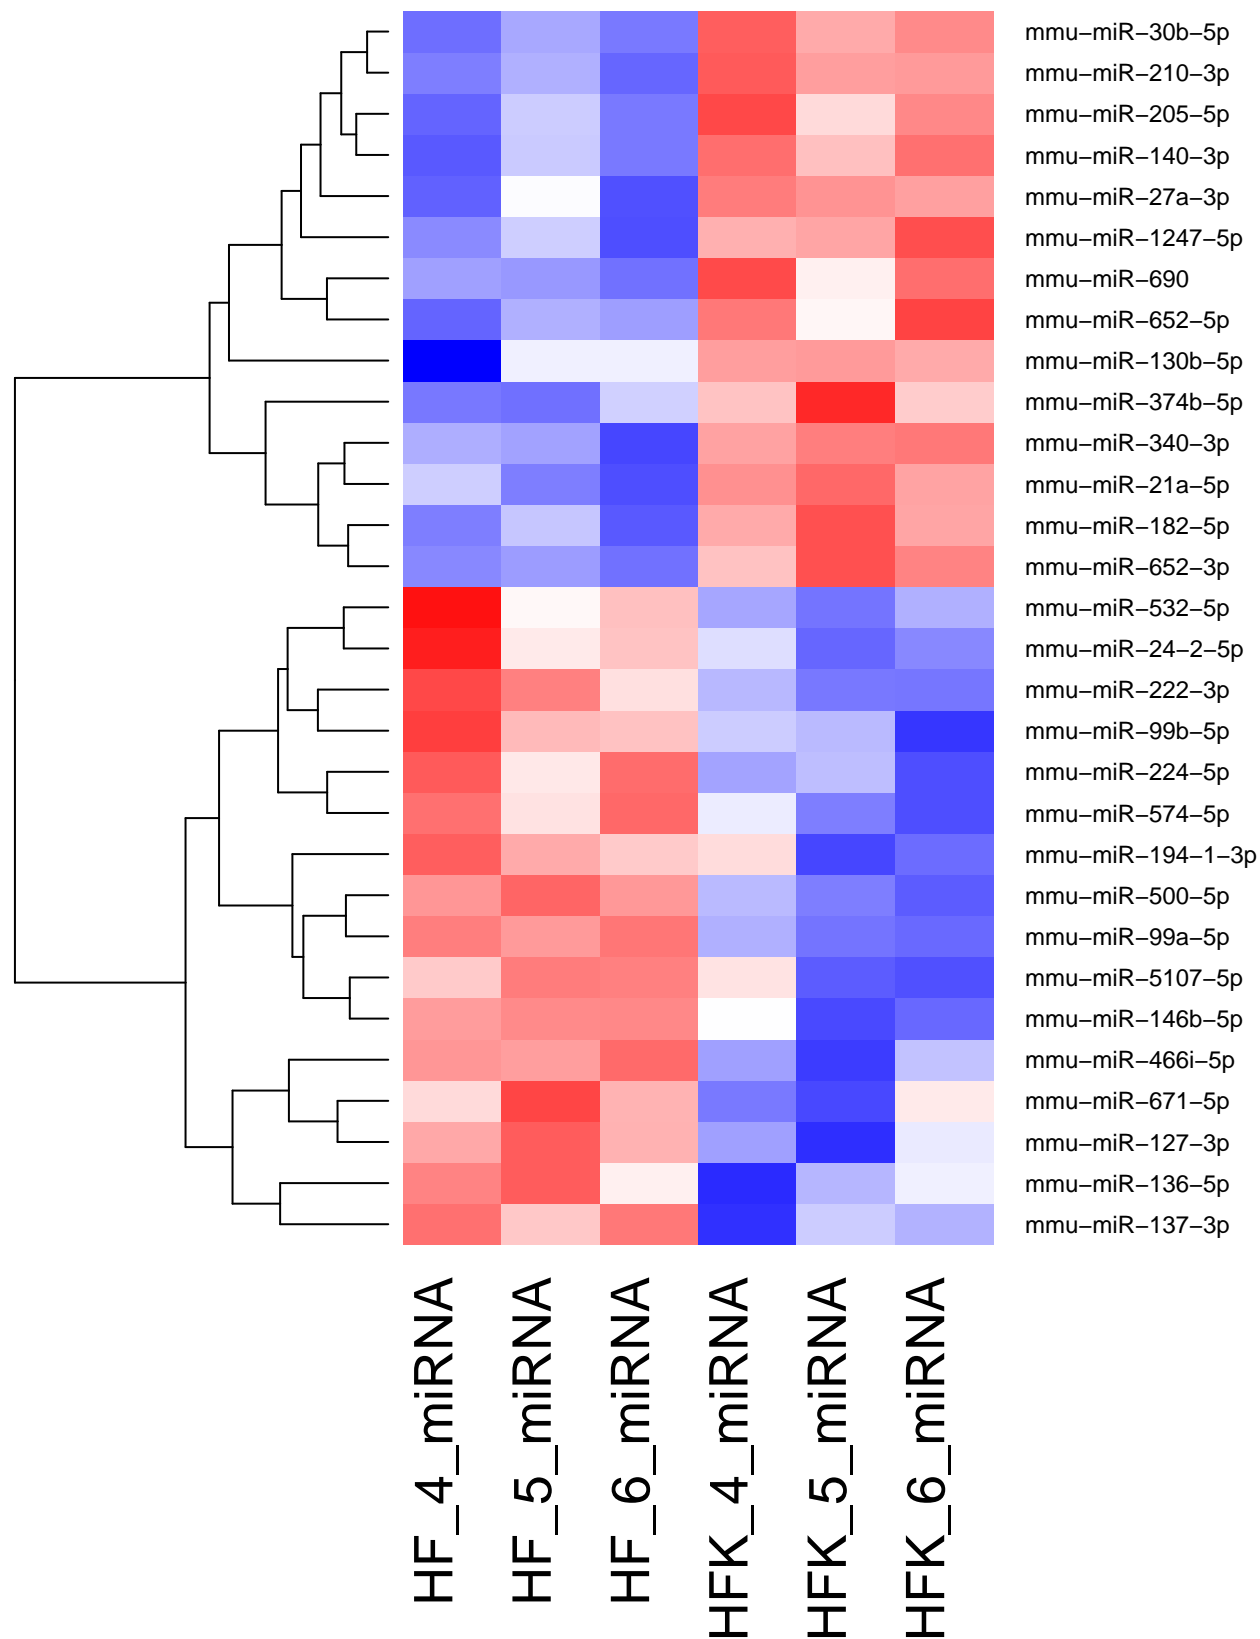 mmu−miR−30b−5p
mmu−miR−210−3p
mmu−miR−205−5p
mmu−miR−140−3p
mmu−miR−27a−3p
mmu−miR−1247−5p
mmu−miR−690
mmu−miR−652−5p
mmu−miR−130b−5p
mmu−miR−374b−5p
mmu−miR−340−3p
mmu−miR−21a−5p
mmu−miR−182−5p
mmu−miR−652−3p
mmu−miR−532−5p
mmu−miR−24−2−5p
mmu−miR−222−3p
mmu−miR−99b−5p
mmu−miR−224−5p
mmu−miR−574−5p
mmu−miR−194−1−3p
mmu−miR−500−5p
mmu−miR−99a−5p
mmu−miR−5107−5p
mmu−miR−146b−5p
mmu−miR−466i−5p
mmu−miR−671−5p
mmu−miR−127−3p
mmu−miR−136−5p
mmu−miR−137−3p
HF_4_miRNA
HF_5_miRNA
HF_6_miRNA
HFK_4_miRNA
HFK_5_miRNA
HFK_6_miRNA